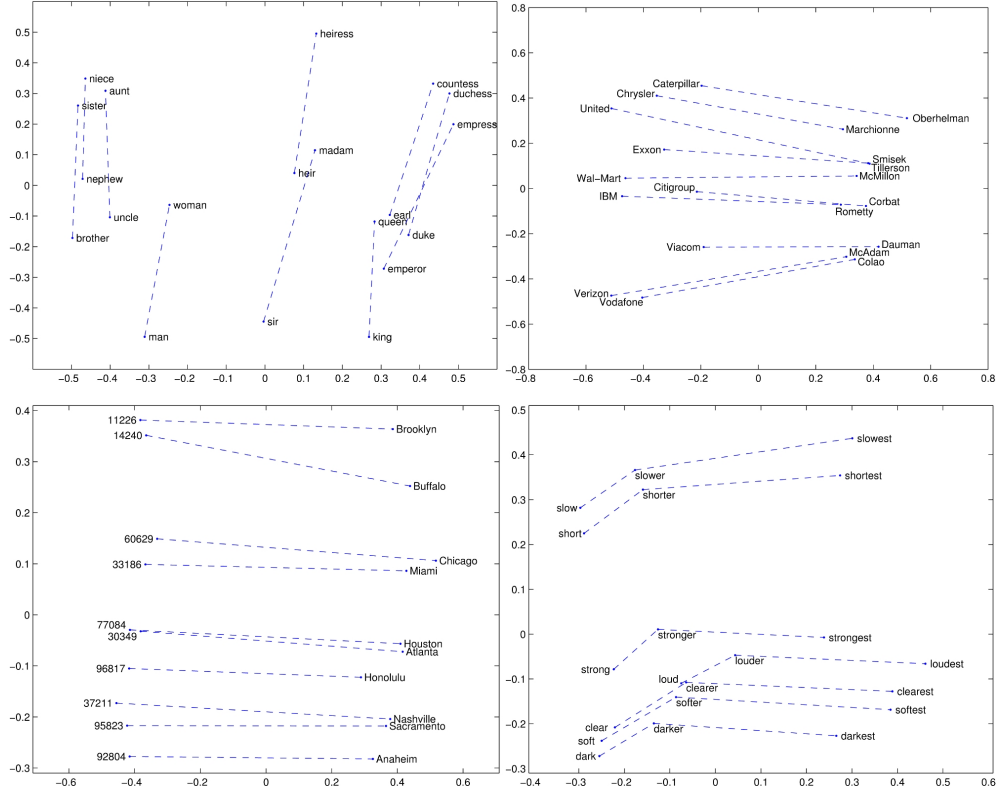 heiress
niece
aunt
sister
countess
duchess
empress
madam
heir
nephew
woman
earl
queen
uncle
duke
brother
emperor
sir
man
king
0.5
0.4
0.3
0.2
0.1
0
−0.1
−0.2
−0.3
−0.4
−0.5
−0.5 −0.4 −0.3 −0.2 −0.1 0 0.1 0.2 0.3 0.4 0.5
0.8
0.6
0.4
0.2
0
−0.2
−0.4
−0.6
−0.8
Caterpillar
Chrysler
United
Oberhelman
Marchionne
Exxon
Smisek
Tillerson
Wal−Mart
McMillon
Citigroup
IBM
Corbat
Rometty
Viacom
Dauman
McAdam
Colao
Verizon
Vodafone
−0.8 −0.6 −0.4 −0.2 0 0.2 0.4 0.6 0.8
0.4
0.3
0.2
0.1
0
−0.1
−0.2
−0.3
11226
Brooklyn
14240
Buffalo
60629
Chicago
33186
Miami
77084
30349
Houston
Atlanta
96817
Honolulu
37211
Nashville
95823
Sacramento
92804
Anaheim
−0.6 −0.4 −0.2 0 0.2 0.4 0.6
0.5
0.4
0.3
0.2
0.1
0
−0.1
−0.2
−0.3
slowest
slower
shortest
shorter
slow
short
stronger
strongest
strong
louder
loudest
loud
clearer
clearest
softer
softest
clear
darker
soft
darkest
dark
−0.4 −0.3 −0.2 −0.1 0 0.1 0.2 0.3 0.4 0.5 0.6